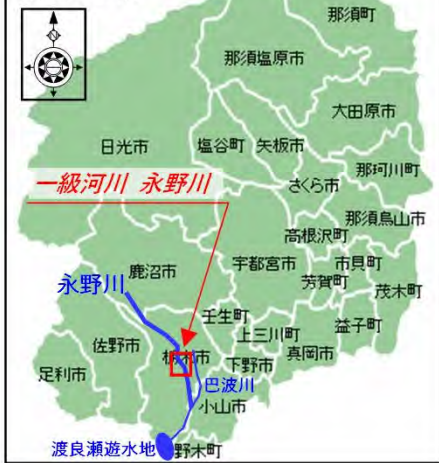 那須町
那須塩原市
大田原市
日光市
塩谷町
矢板市
那珂川町
一級河川 永野川
さくら市
那須烏山市
高根沢町
宇都宮市
市貝町
鹿沼市
芳賀町
茂木町
永野川
壬生町
上三川町
益子町
佐野市
栃木市
下野市
真岡市
足利市
巴波川
小山市
渡良瀬遊水地
野木町